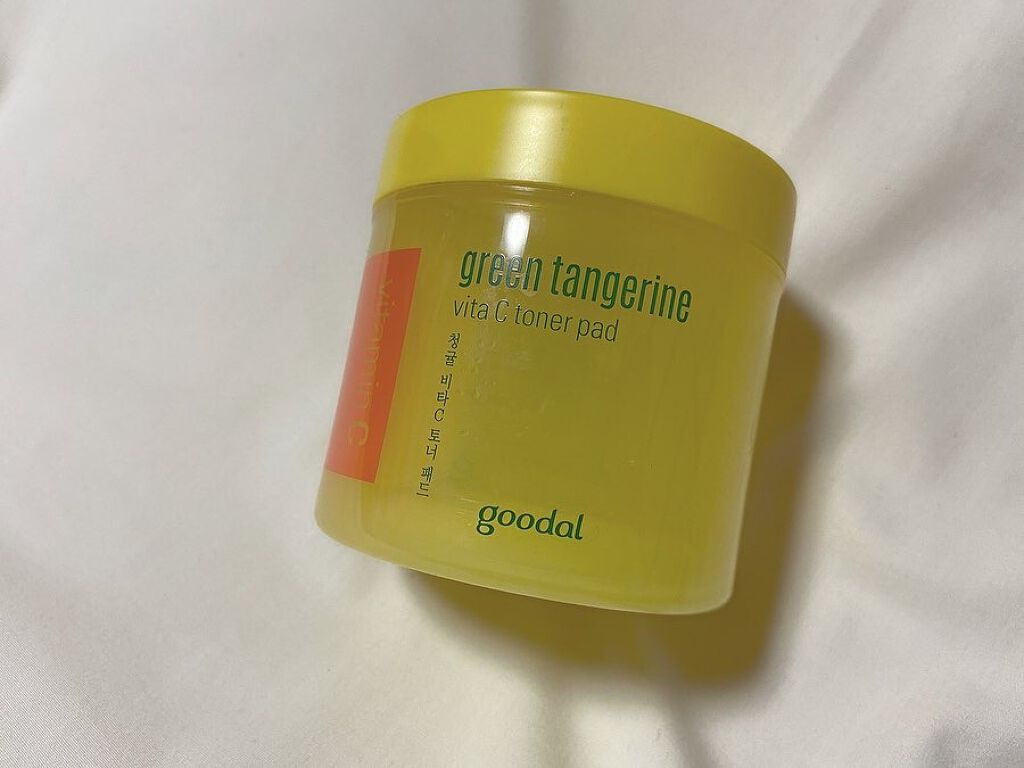 green tangerine
vita C toner pad
청귤 비타C 토너 패드
vitamin C
goodal